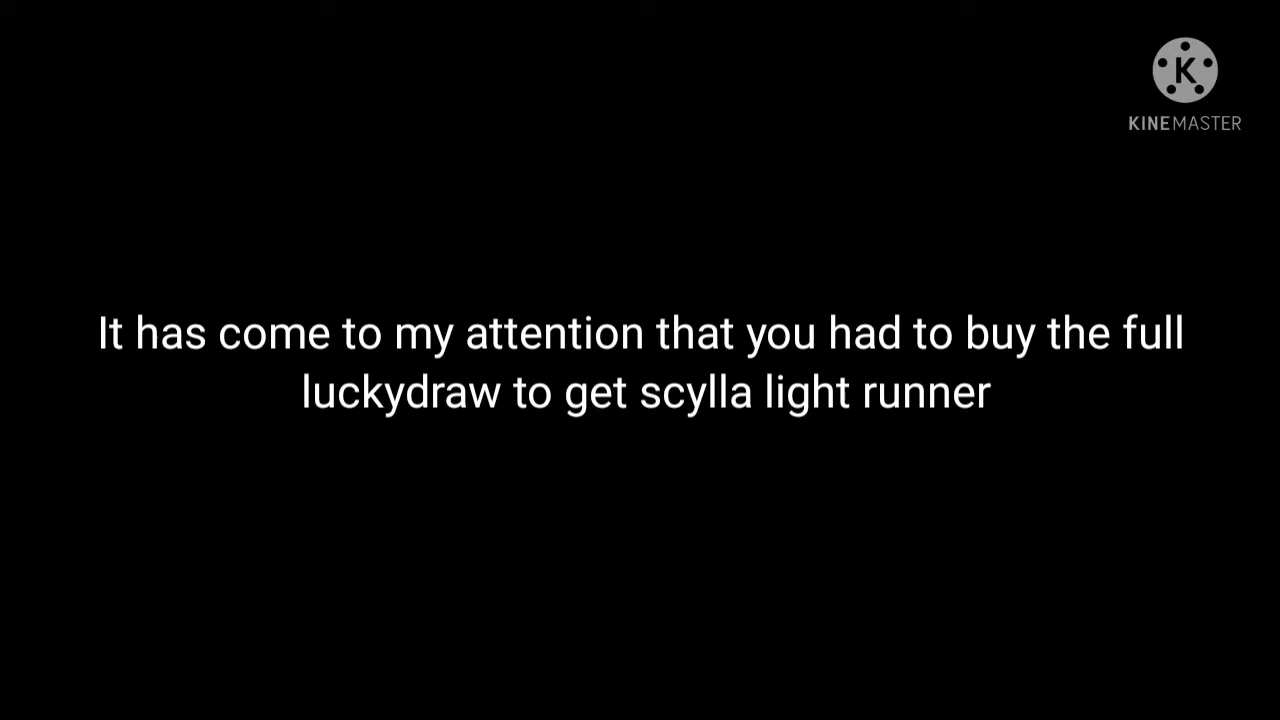 K
KINEMASTER
It has come to my attention that you had to buy the full
luckydraw to get scylla light runner